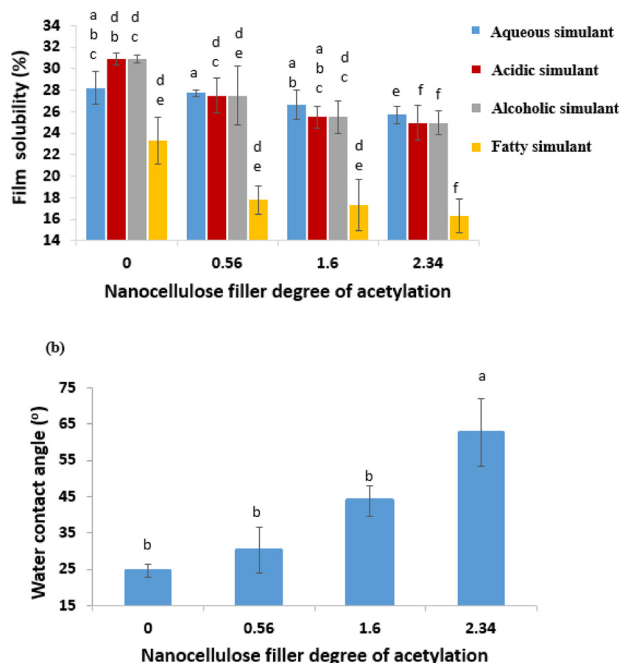 34
32
30
28
26
24
22
20
18
16
14
Film solubility (%)
a
b
c
d
b
d
c
d
e
a
d
c
d
e
d
e
a
b
a
b
c
d
c
d
e
e
f
f
f
Aqueous simulant
Acidic simulant
Alcoholic simulant
Fatty simulant
0 0.56 1.6 2.34
Nanocellulose filler degree of acetylation
(b)
75
65
55
45
35
25
15
Water contact angle (º)
b
b
b
a
0 0.56 1.6 2.34
Nanocellulose filler degree of acetylation